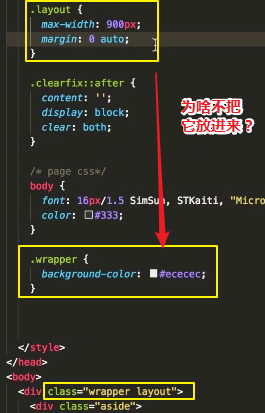 .layout {
max-width: 900px;
margin: 0 auto;
}
.clearfix::after {
content: '';
display: block;
clear: both;
}
为啥不把
它放进来？
/* page css*/
body {
font: 16px/1.5 SimSun, STKaiti, "Micro
color: #333;
}
.wrapper {
background-color: #ececec;
}
</style>
</head>
<body>
<div class="wrapper layout">
<div class="aside">